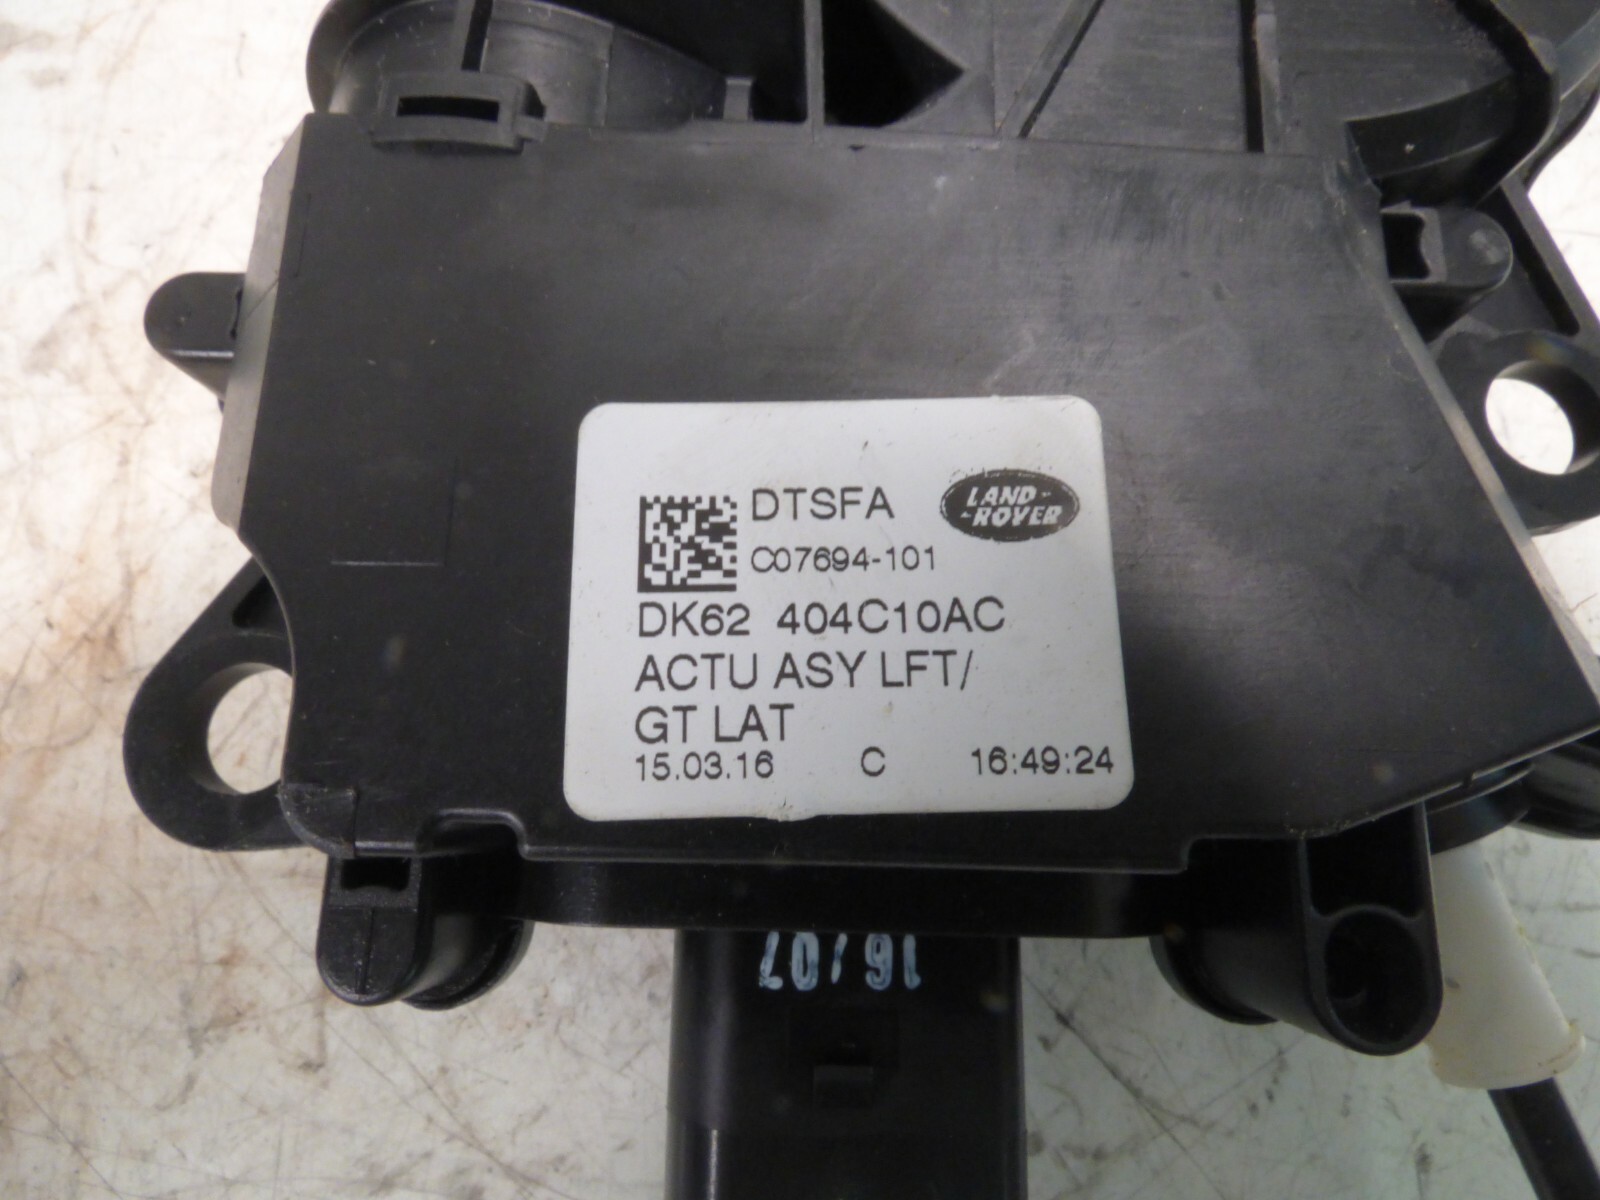 DTSFA
LAND-
-ROVER
C07694-101
DK62 404C10AC
ACTU ASY LFT/
GT LAT
15.03.16 C 16:49:24
16/07